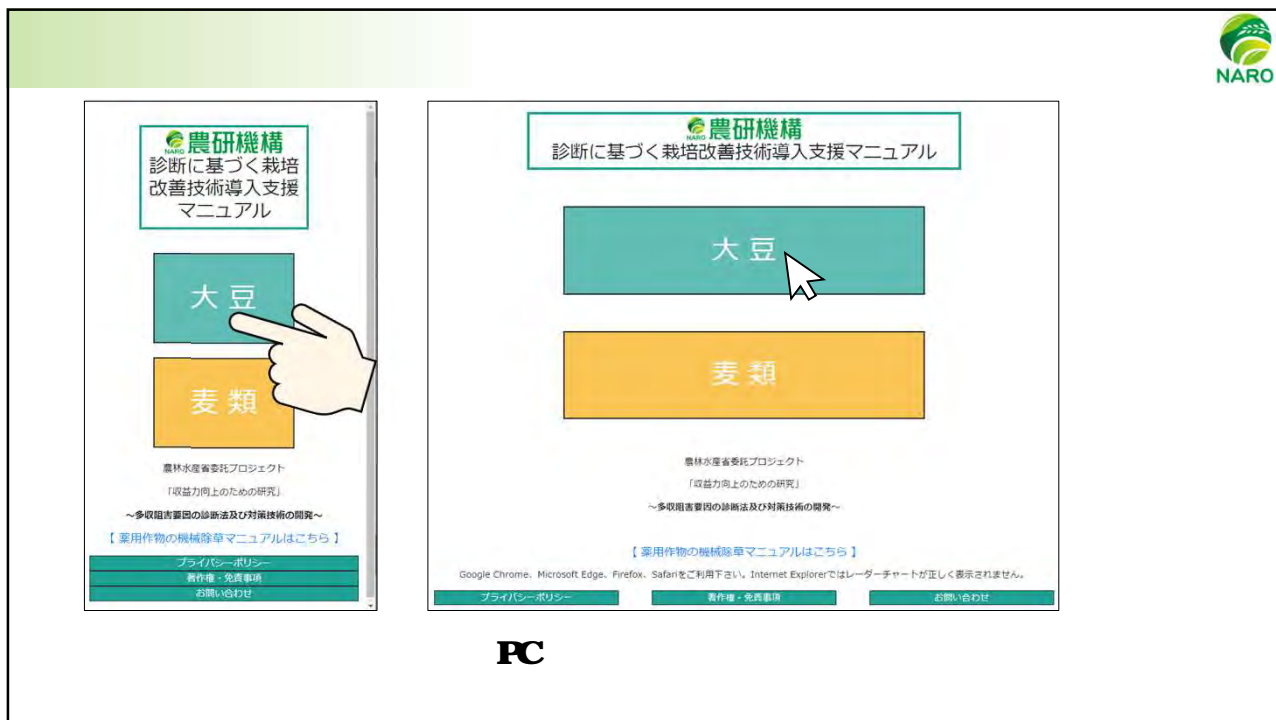 NARO
NARO 農研機構
診断に基づく栽培
改善技術導入支援
マニュアル
大豆
麦類
農林水産省委託プロジェクト
「収益力向上のための研究」
～多収阻害要因の診断法及び対策技術の開発～
【 薬用作物の機械除草マニュアルはこちら 】
プライバシーポリシー
著作権・免責事項
お問い合わせ
NARO 農研機構
診断に基づく栽培改善技術導入支援マニュアル
大豆
麦類
農林水産省委託プロジェクト
「収益力向上のための研究」
～多収阻害要因の診断法及び対策技術の開発～
【 薬用作物の機械除草マニュアルはこちら 】
Google Chrome、Microsoft Edge、Firefox、Safariをご利用下さい。Internet Explorerではレーダーチャートが正しく表示されません。
プライバシーポリシー 著作権・免責事項 お問い合わせ
PC